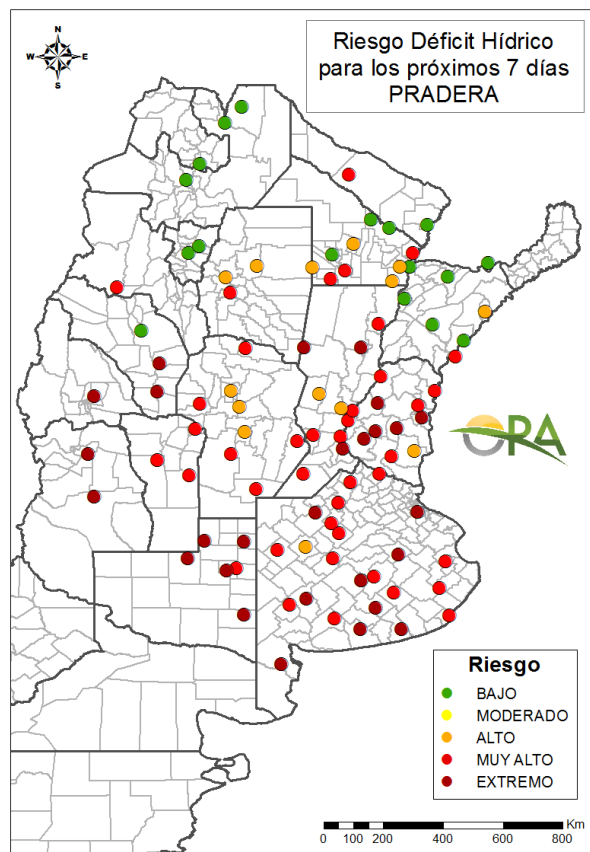 Riesgo Déficit Hídrico
para los próximos 7 días
PRADERA
N
W E
S
ORA
Riesgo
BAJO
MODERADO
ALTO
MUY ALTO
EXTREMO
Km
0 100 200 400 600 800